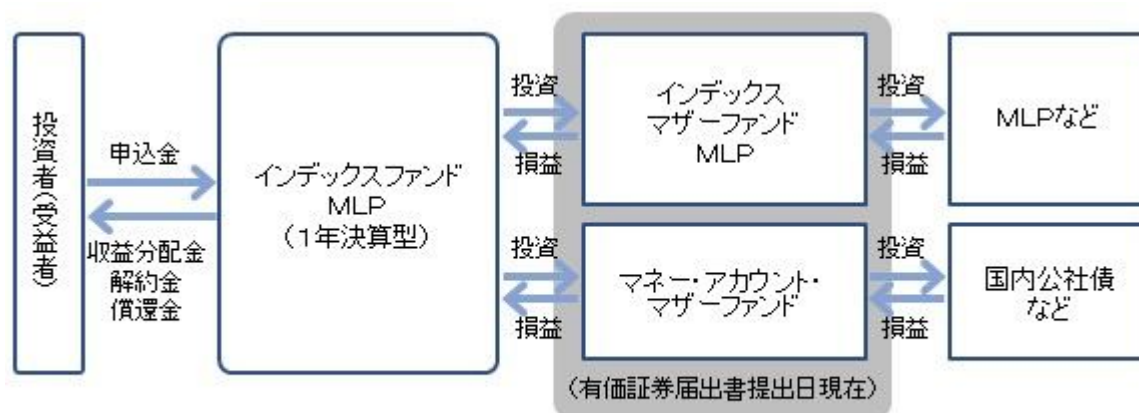 投資者(受益者)
申込金
収益分配金
解約金
償還金
インデックスファンド
MLP
(1年決算型)
投資
損益
インデックス
マザーファンド
MLP
投資
損益
MLPなど
投資
損益
マネー・アカウント・
マザーファンド
投資
損益
国内公社債
など
(有価証券届出書提出日現在)